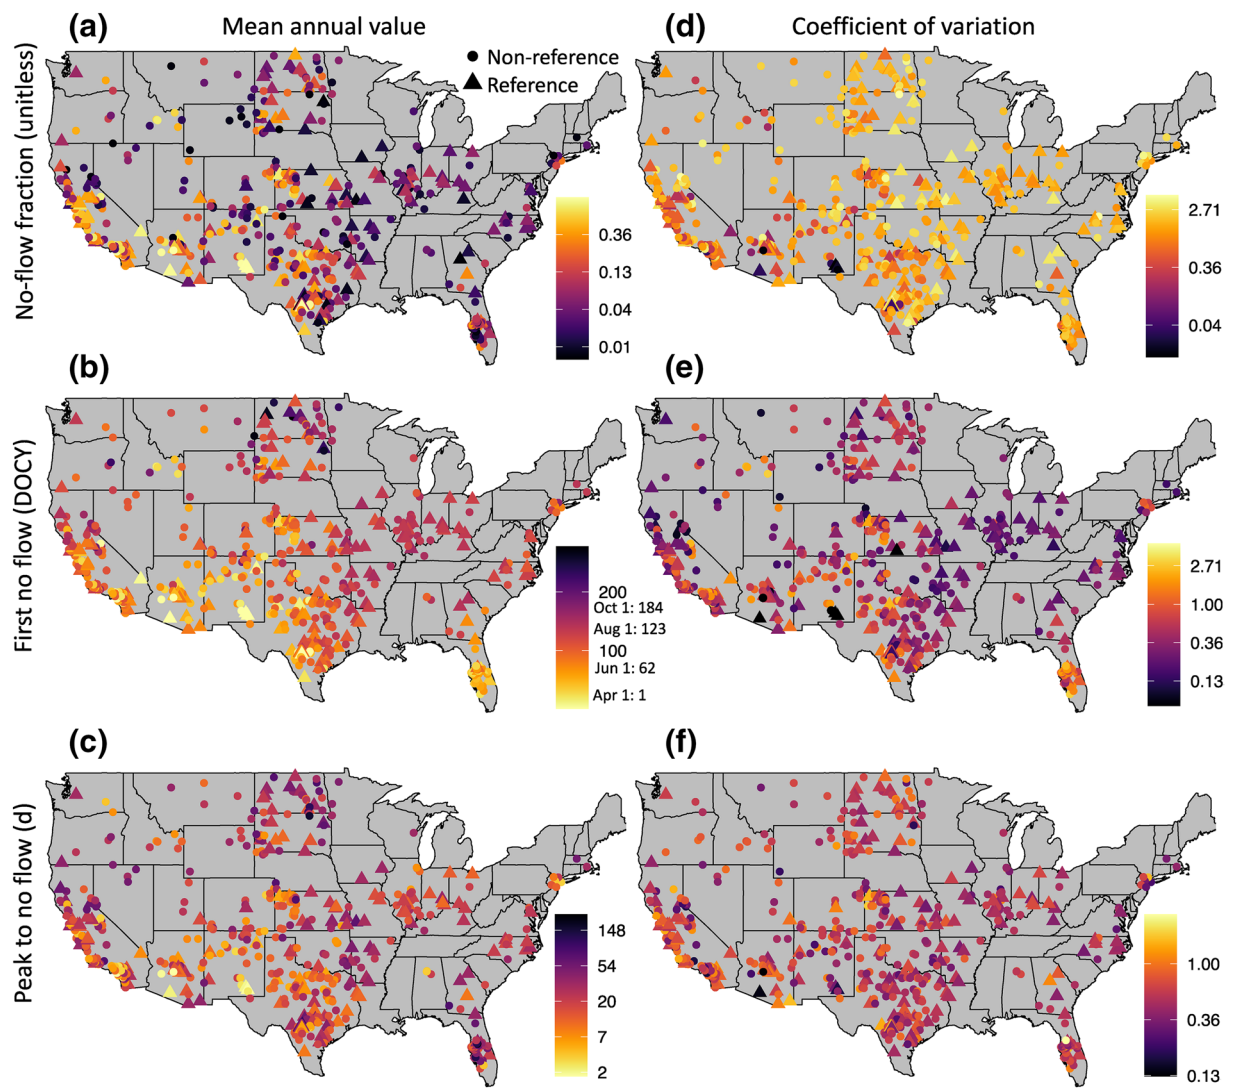 (a)
Mean annual value
(d)
Coefficient of variation
Non-reference
Reference
No-flow fraction (unitless)
0.36
0.13
0.04
0.01
2.71
0.36
0.04
(b)
(e)
First no flow (DOCY)
200
Oct 1: 184
Aug 1: 123
100
Jun 1: 62
Apr 1: 1
2.71
1.00
0.36
0.13
(c)
(f)
Peak to no flow (d)
148
54
20
7
2
1.00
0.36
0.13